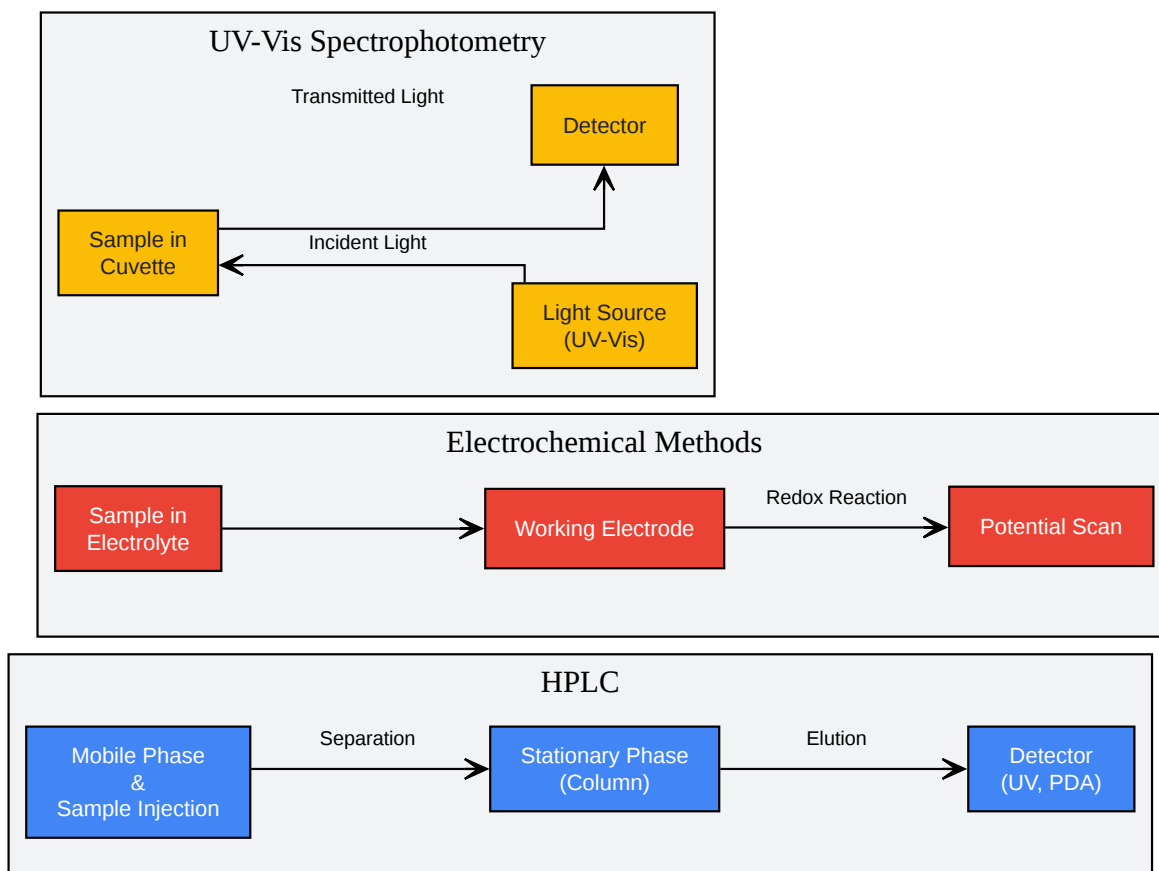 UV-Vis Spectrophotometry
Transmitted Light
Detector
Sample in
Cuvette
Incident Light
Light Source
(UV-Vis)
Electrochemical Methods
Sample in
Electrolyte
Working Electrode
Redox Reaction
Potential Scan
HPLC
Mobile Phase
&
Sample Injection
Separation
Stationary Phase
(Column)
Elution
Detector
(UV, PDA)